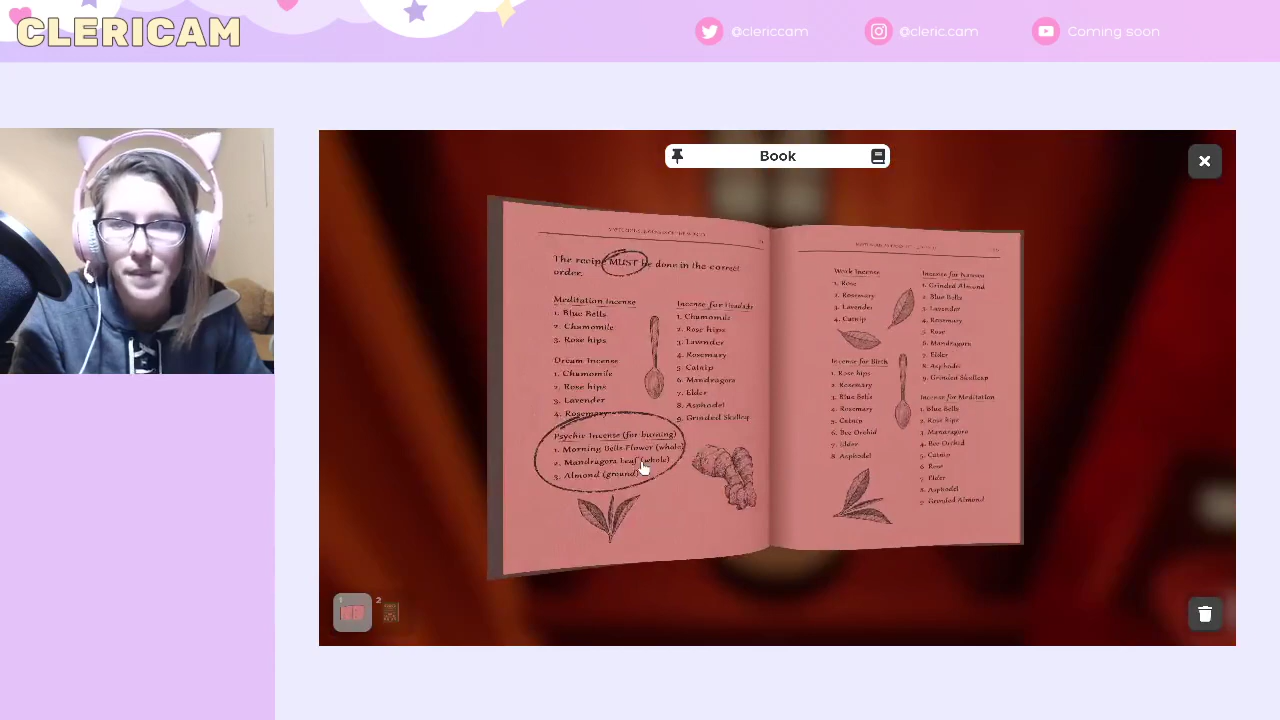 CLERICAM
@clericcam
@cleric.cam
Coming soon
Book
The recipe MUST be done in the correct
order.
Meditation Incense
1. Blue Bells
2. Chamomile
3. Rose hips
Dream Incense
1. Chamomile
2. Rose hips
3. Lavender
4. Rosemary
Psychic Incense (for burning)
1. Morning Bells Flower (whole)
2. Mandragora Leaf (whole)
3. Almond (ground)
Incense for Headache
1. Chamomile
2. Rose hips
3. Lavender
4. Rosemary
5. Catnip
6. Mandragora
7. Elder
8. Asphodel
9. Grinded Skullcap
Work Incense
1. Rose
2. Rosemary
3. Lavender
4. Catnip
Incense for Birth
1. Rose hips
2. Rosemary
3. Blue Bells
4. Rosemary
5. Catnip
6. Bee Orchid
7. Elder
8. Asphodel
Incense for
1. Grinded Almond
2. Blue Bells
3. Lavender
4. Rosemary
5. Rose
6. Mandragora
7. Elder
8. Asphodel
9. Grinded Skullcap
Incense for Meditation
1. Blue Bells
2. Rose hips
3. Mandragora
4. Bee Orchid
5. Catnip
6. Rose
7. Elder
8. Asphodel
9. Grinded Almond
1
2